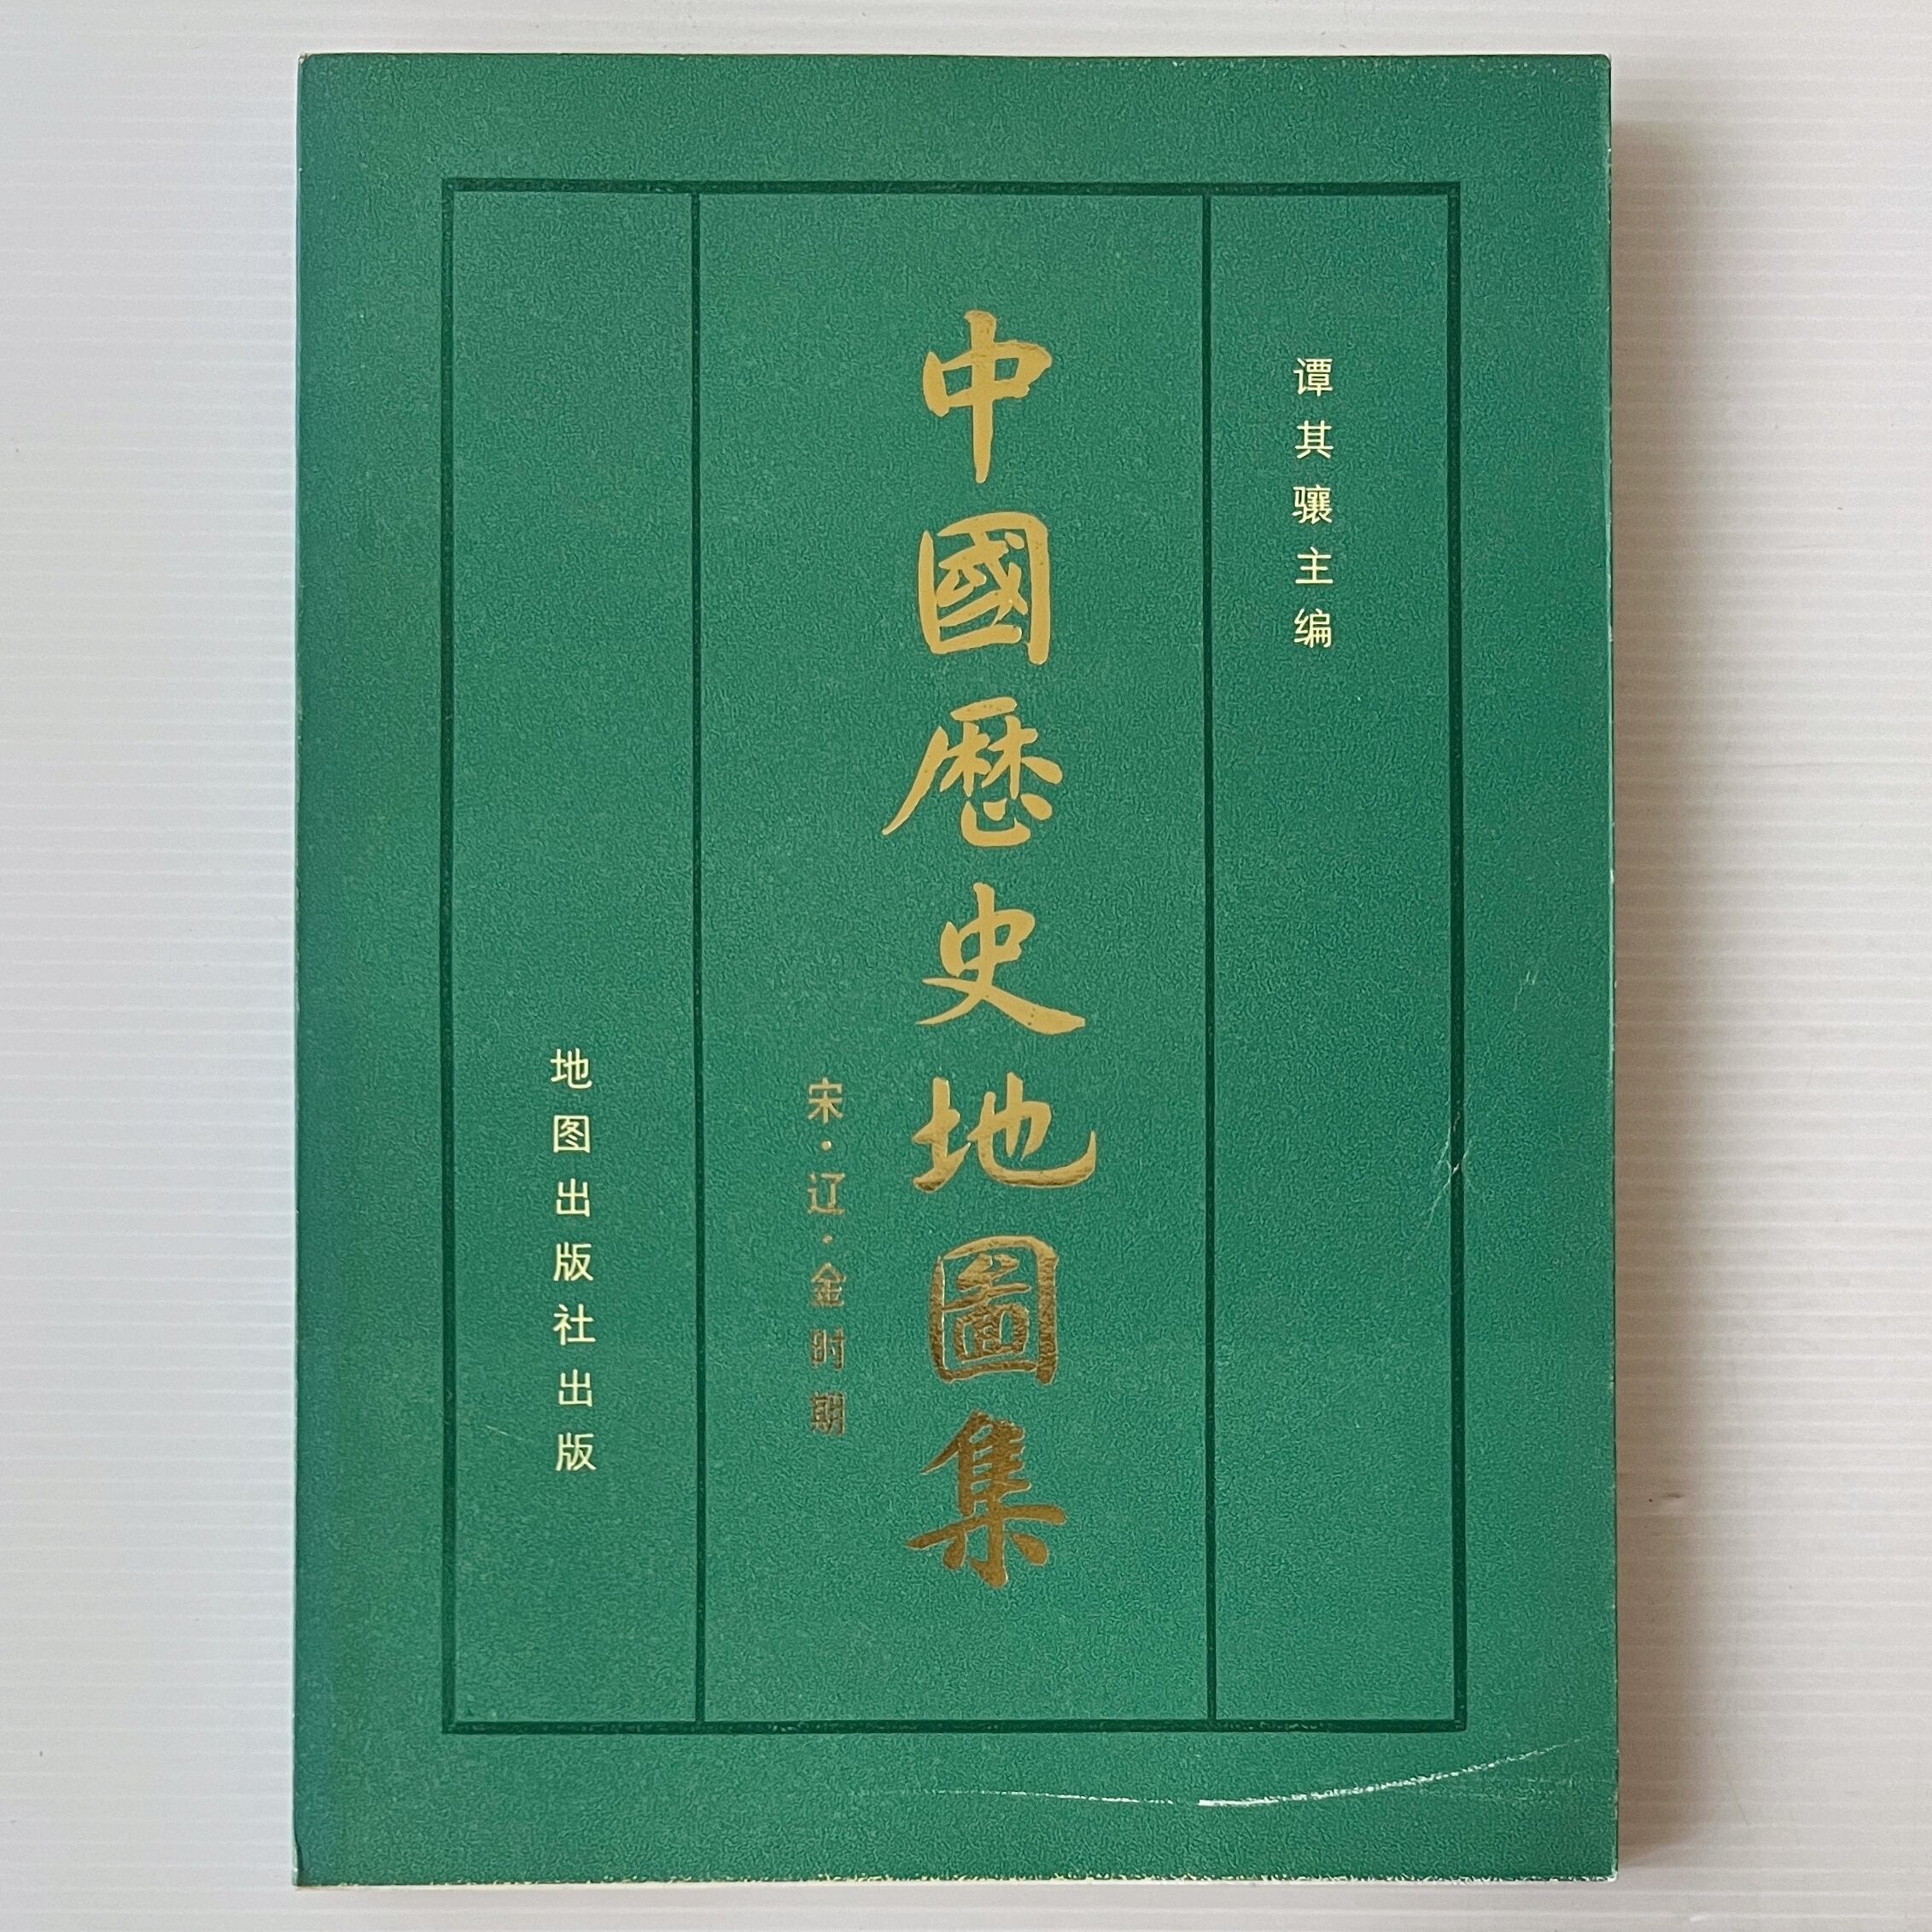 谭其骧主编
中國歷史地圖集
宋·辽·金时期
地图出版社出版